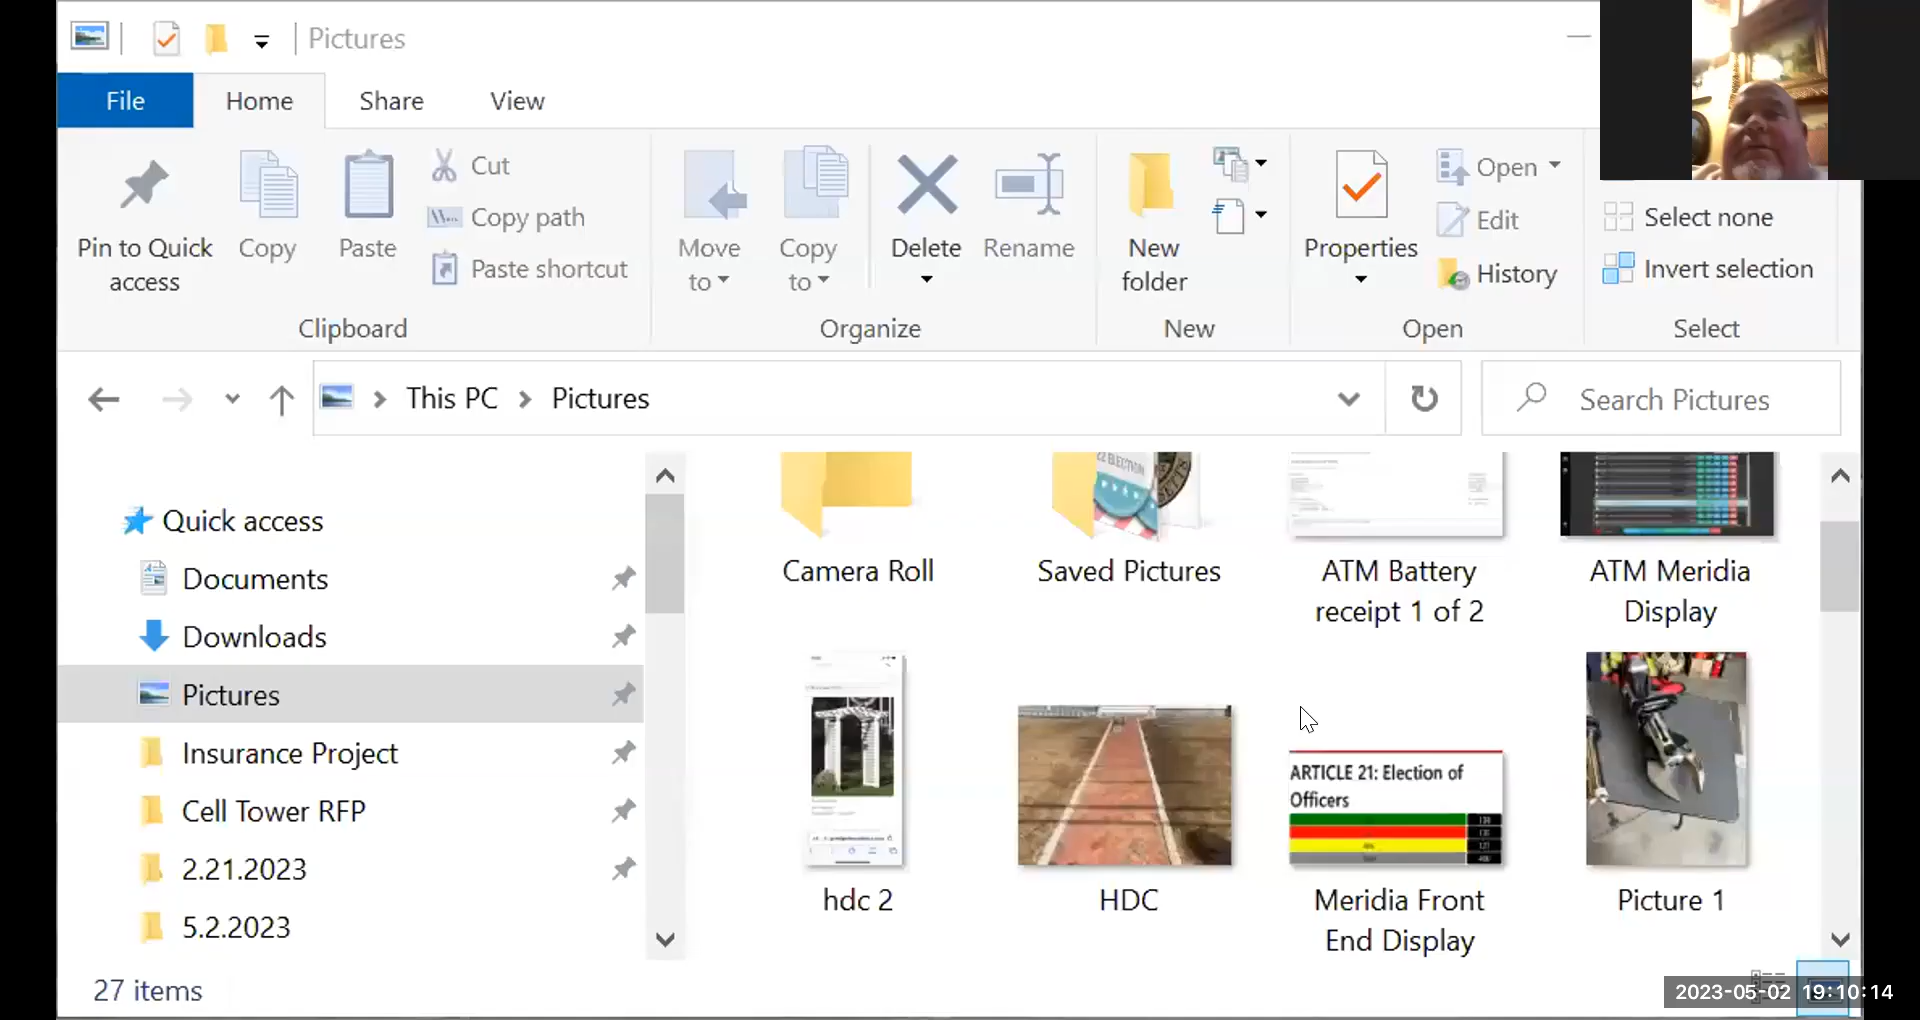 Pictures
File
Home
Share
View
Pin to Quick
access
Copy
Paste
Cut
Copy path
Paste shortcut
Clipboard
Move
to
Copy
to
Delete
Rename
Organize
New
folder
New
Properties
Open
Edit
History
Open
Select none
Invert selection
Select
This PC
Pictures
Search Pictures
Quick access
Documents
Downloads
Pictures
Insurance Project
Cell Tower RFP
2.21.2023
5.2.2023
22 ELECTION
Camera Roll
Saved Pictures
ATM Battery
receipt 1 of 2
ATM Meridia
Display
ARTICLE 21: Election of
Officers
hdc 2
HDC
Meridia Front
End Display
Picture 1
27 items
2023-05-02 19:10:14